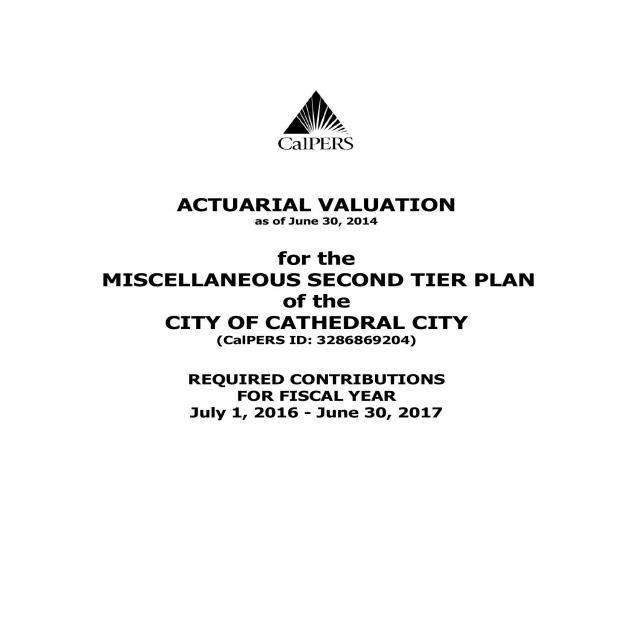 CalPERS
ACTUARIAL VALUATION
as of June 30, 2014
for the
MISCELLANEOUS SECOND TIER PLAN
of the
CITY OF CATHEDRAL CITY
(CalPERS ID: 3286869204)
REQUIRED CONTRIBUTIONS
FOR FISCAL YEAR
July 1, 2016 - June 30, 2017